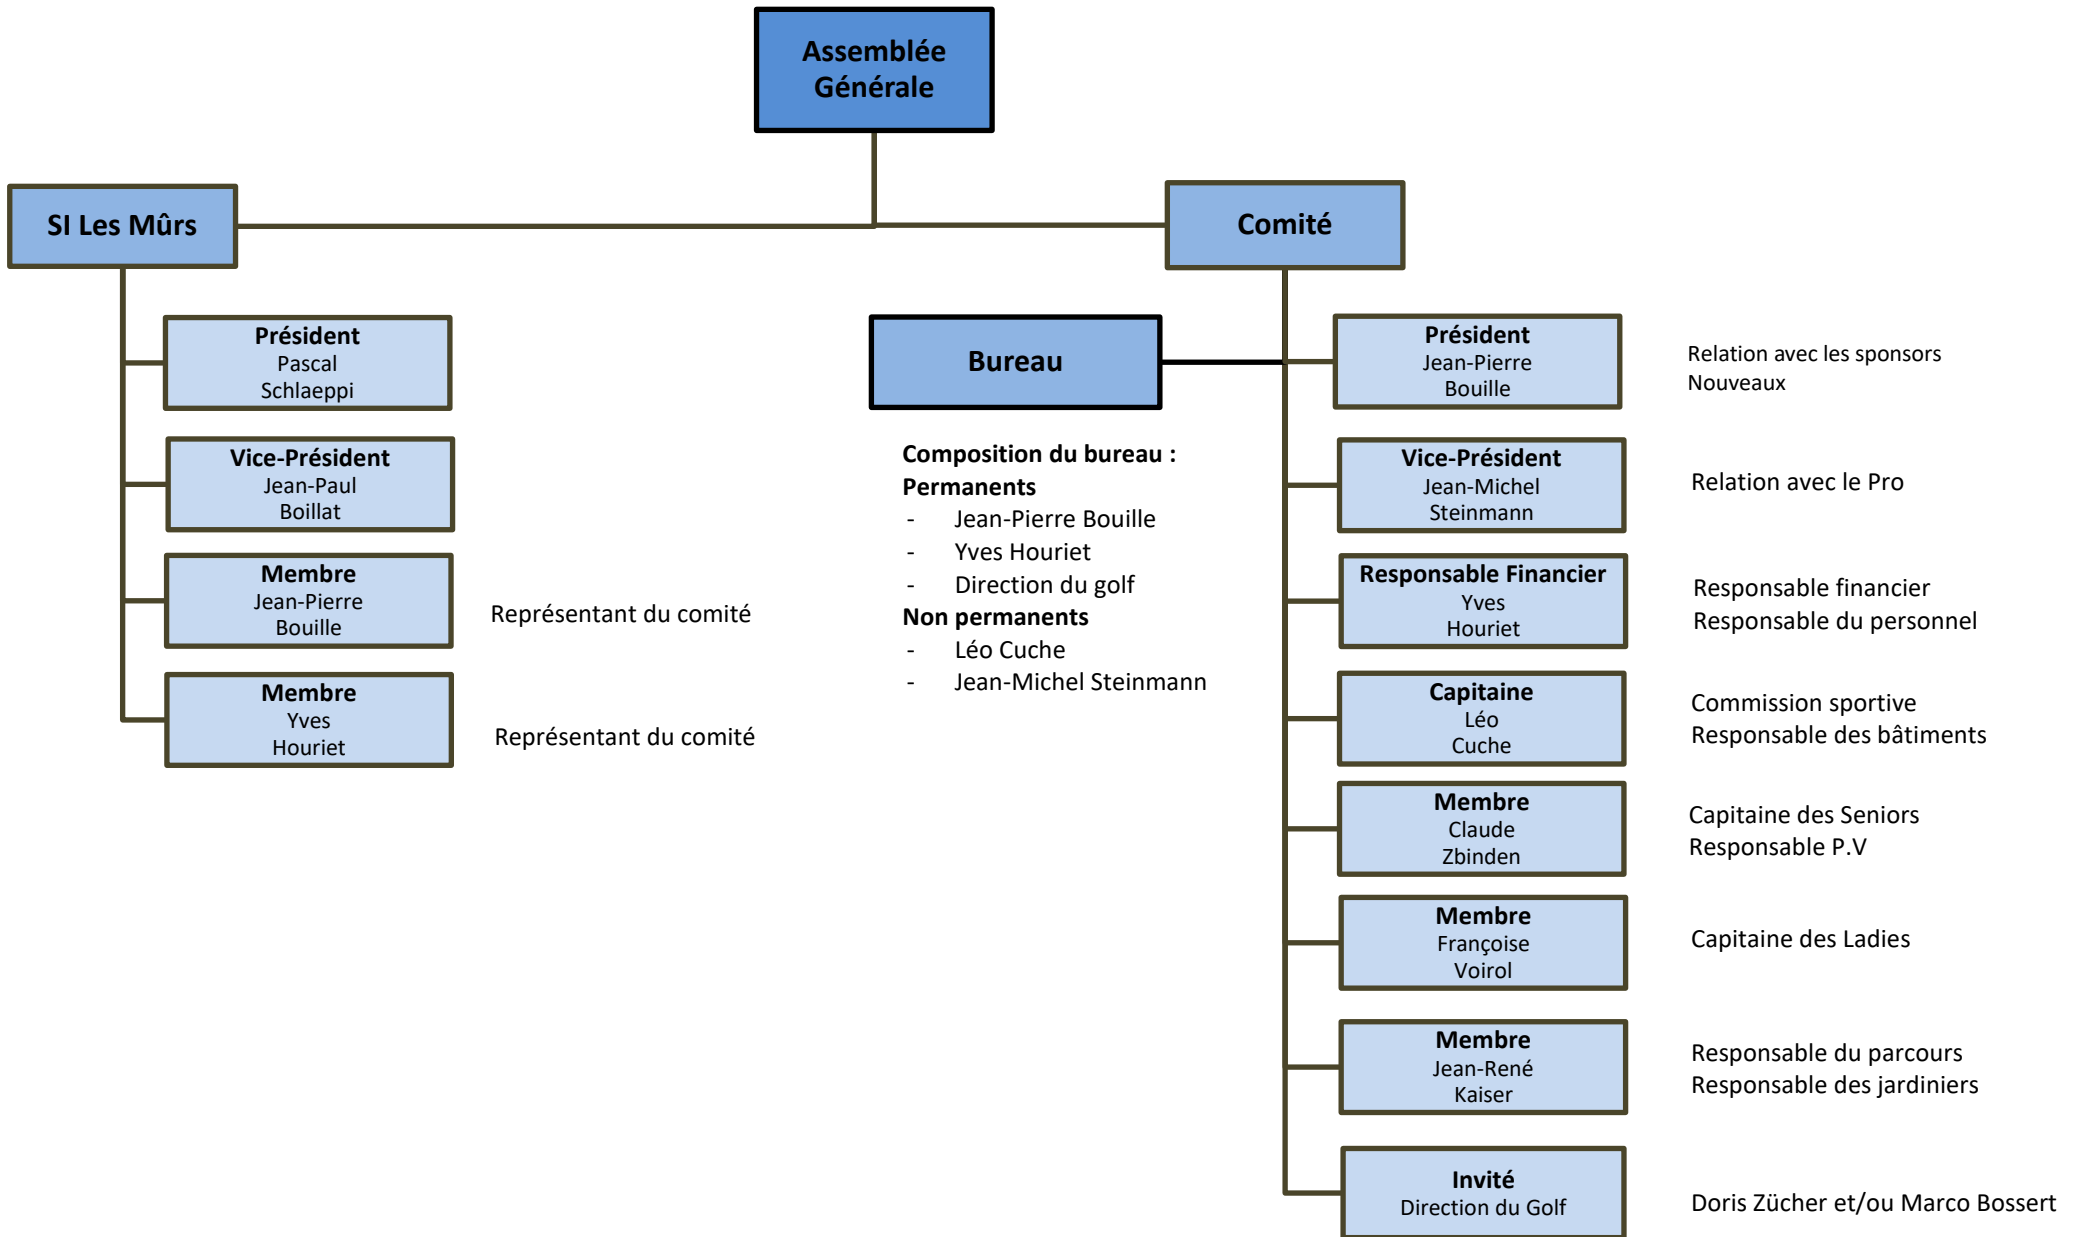 Assemblée
Générale
SI Les Mûrs
Comité
Président
Pascal
Schlaeppi
Vice-Président
Jean-Paul
Boillat
Membre
Jean-Pierre
Bouille
Représentant du comité
Membre
Yves
Houriet
Représentant du comité
Bureau
Composition du bureau :
Permanents
- Jean-Pierre Bouille
- Yves Houriet
- Direction du golf
Non permanents
- Léo Cuche
- Jean-Michel Steinmann
Président
Jean-Pierre
Bouille
Relation avec les sponsors
Nouveaux
Vice-Président
Jean-Michel
Steinmann
Relation avec le Pro
Responsable Financier
Yves
Houriet
Responsable financier
Responsable du personnel
Capitaine
Léo
Cuche
Commission sportive
Responsable des bâtiments
Membre
Claude
Zbinden
Capitaine des Seniors
Responsable P.V
Membre
Françoise
Voirol
Capitaine des Ladies
Membre
Jean-René
Kaiser
Responsable du parcours
Responsable des jardiniers
Invité
Direction du Golf
Doris Zücher et/ou Marco Bossert